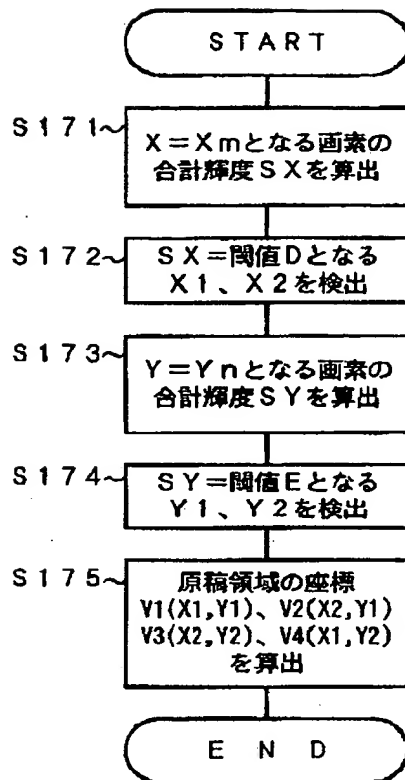 START
S171~
X=Xmとなる画素の
合計輝度SXを算出
S172~
SX=閾値Dとなる
X1、X2を検出
S173~
Y=Ynとなる画素の
合計輝度SYを算出
S174~
SY=閾値Eとなる
Y1、Y2を検出
S175~
原稿領域の座標
V1(X1,Y1)、V2(X2,Y1)
V3(X2,Y2)、V4(X1,Y2)
を算出
END